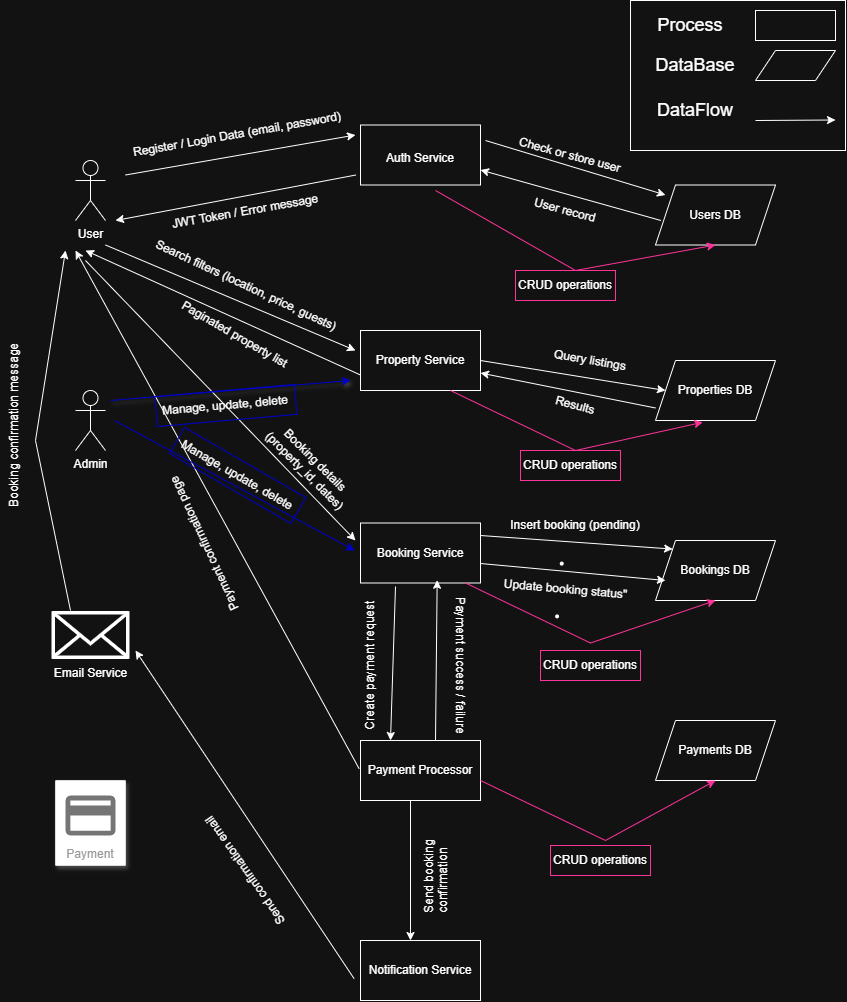 Process
DataBase
DataFlow
Register / Login Data (email, password)
Auth Service
Check or store user
JWT Token / Error message
User record
Users DB
User
CRUD operations
Search filters (location, price, guests)
Paginated property list
Property Service
Query listings
Results
Properties DB
Booking confirmation message
Admin
Manage, update, delete
Manage, update, delete
CRUD operations
Booking details
(property_id, dates)
Payment confirmation page
Booking Service
Insert booking (pending)
•
Update booking status"
•
Bookings DB
Create payment request
Payment success / failure
CRUD operations
Email Service
Payment Processor
Payments DB
Payment
CRUD operations
Send confirmation email
Send booking
confirmation
Notification Service